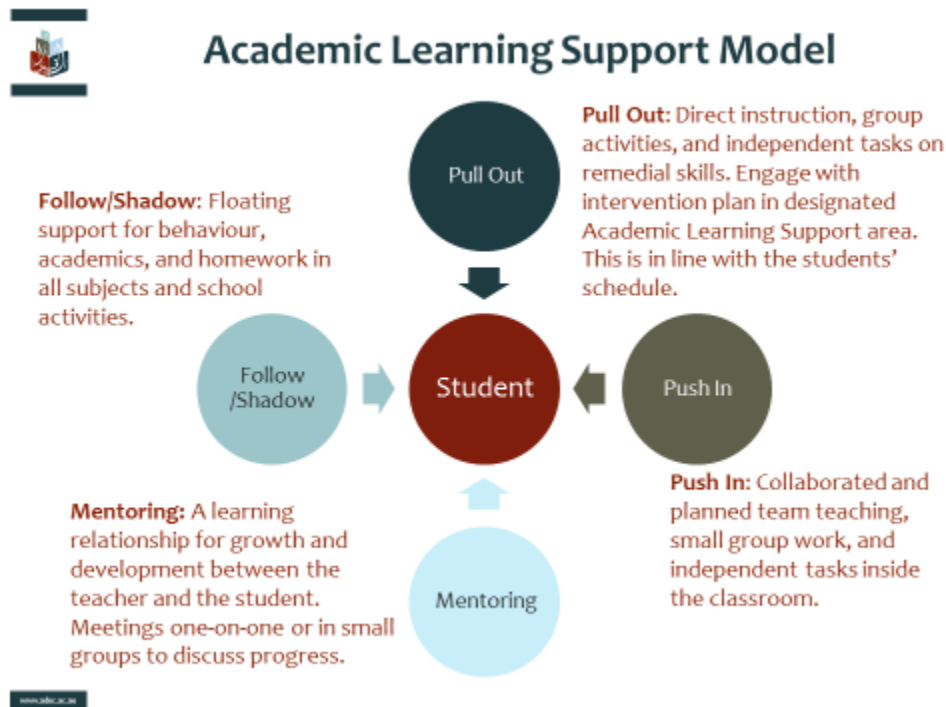 Academic Learning Support Model
Pull Out
Pull Out: Direct instruction, group
activities, and independent tasks on
remedial skills. Engage with
intervention plan in designated
Academic Learning Support area.
This is in line with the students'
schedule.
Follow/Shadow: Floating
support for behaviour,
academics, and homework in
all subjects and school
activities.
Follow
/Shadow
Student
Push In
Push In: Collaborated and
planned team teaching,
small group work, and
independent tasks inside
the classroom.
Mentoring: A learning
relationship for growth and
development between the
teacher and the student.
Meetings one-on-one or in small
groups to discuss progress.
Mentoring